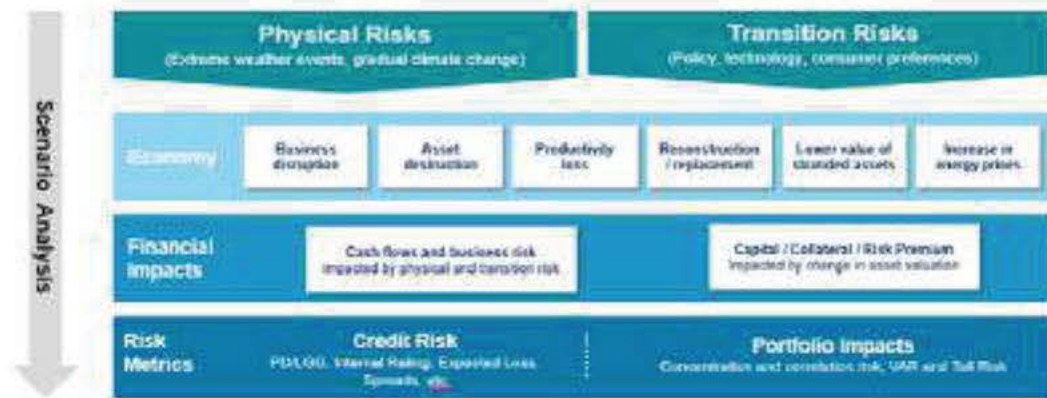 Scenario Analysis
Physical Risks
(Extreme weather events, gradual climate change)
Transition Risks
(Policy, technology, consumer preferences)
Economy
Business
disruption
Asset
destruction
Productivity
loss
Reconstruction
/ replacement
Lower value of
stranded assets
Increase in
energy prices
Financial
Impacts
Cash flows and business risk
Impacted by physical and transition risk
Capital / Collateral / Risk Premium
Impacted by change in asset valuation
Risk
Metrics
Credit Risk
PD/LGD, Internal Rating, Expected Loss,
Spreads, etc.
Portfolio Impacts
Concentration and correlation risk, VAR and Tail Risk